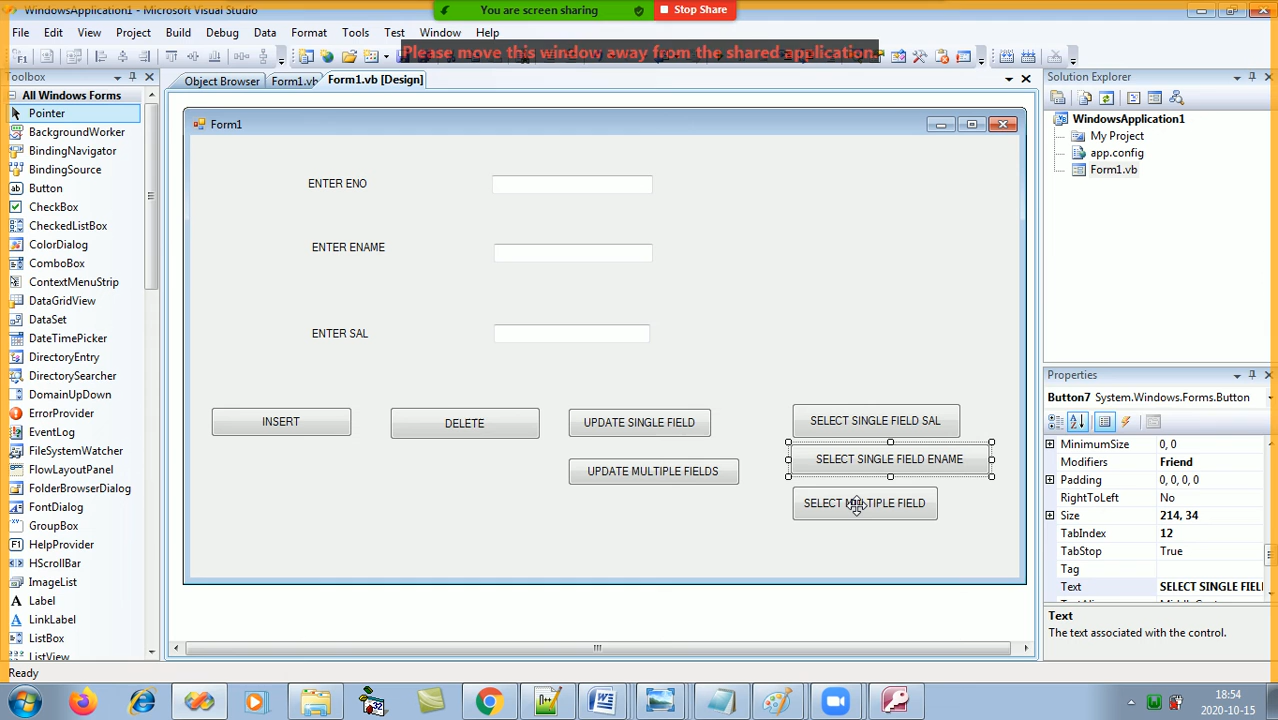 WindowsApplication1 - Microsoft Visual Studio
You are screen sharing
Stop Share
File Edit View Project Build Debug Data Format Tools Test Window Help
Please move this window away from the shared application.
Toolbox
Object Browser Form1.vb Form1.vb [Design]
Solution Explorer
All Windows Forms
Pointer
BackgroundWorker
BindingNavigator
BindingSource
Button
CheckBox
CheckedListBox
ColorDialog
ComboBox
ContextMenuStrip
DataGridView
DataSet
DateTimePicker
DirectoryEntry
DirectorySearcher
DomainUpDown
ErrorProvider
EventLog
FileSystemWatcher
FlowLayoutPanel
FolderBrowserDialog
FontDialog
GroupBox
HelpProvider
HScrollBar
ImageList
Label
LinkLabel
ListBox
ListView
Form1
ENTER ENO
ENTER ENAME
ENTER SAL
INSERT
DELETE
UPDATE SINGLE FIELD
SELECT SINGLE FIELD SAL
SELECT SINGLE FIELD ENAME
UPDATE MULTIPLE FIELDS
SELECT MULTIPLE FIELD
WindowsApplication1
My Project
app.config
Form1.vb
Properties
Button7 System.Windows.Forms.Button
MinimumSize 0, 0
Modifiers Friend
Padding 0, 0, 0, 0
RightToLeft No
Size 214, 34
TabIndex 12
TabStop True
Tag
Text SELECT SINGLE FIEL
Text
The text associated with the control.
Ready
18:54
2020-10-15